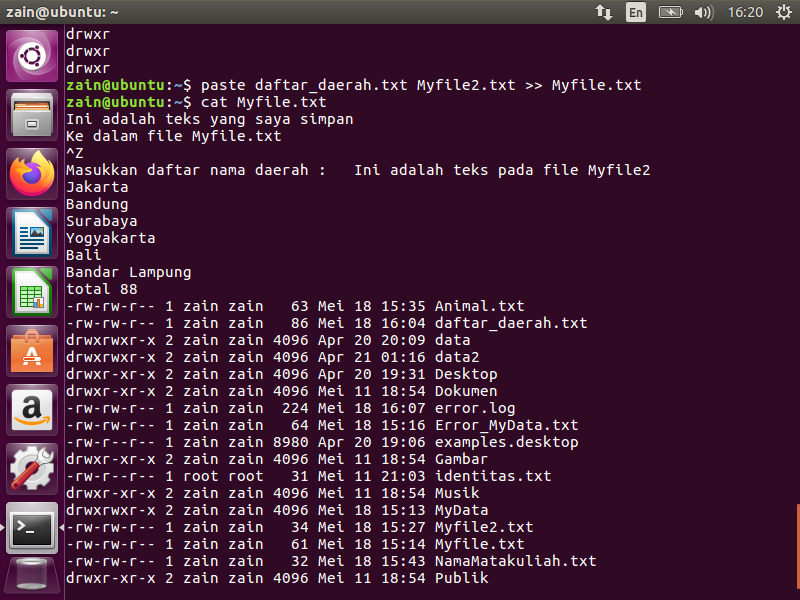 zain@ubuntu: ~ En 16:20
drwxr
drwxr
drwxr
zain@ubuntu:~$ paste daftar_daerah.txt Myfile2.txt >> Myfile.txt
zain@ubuntu:~$ cat Myfile.txt
Ini adalah teks yang saya simpan
Ke dalam file Myfile.txt
^Z
Masukkan daftar nama daerah :   Ini adalah teks pada file Myfile2
Jakarta
Bandung
Surabaya
Yogyakarta
Bali
Bandar Lampung
total 88
-rw-rw-r-- 1 zain zain   63 Mei 18 15:35 Animal.txt
-rw-rw-r-- 1 zain zain   86 Mei 18 16:04 daftar_daerah.txt
drwxrwxr-x 2 zain zain 4096 Apr 20 20:09 data
drwxrwxr-x 2 zain zain 4096 Apr 21 01:16 data2
drwxr-xr-x 2 zain zain 4096 Apr 20 19:31 Desktop
drwxr-xr-x 2 zain zain 4096 Mei 11 18:54 Dokumen
-rw-rw-r-- 1 zain zain  224 Mei 18 16:07 error.log
-rw-rw-r-- 1 zain zain   64 Mei 18 15:16 Error_MyData.txt
-rw-r--r-- 1 zain zain 8980 Apr 20 19:06 examples.desktop
drwxr-xr-x 2 zain zain 4096 Mei 11 18:54 Gambar
-rw-r--r-- 1 root root   31 Mei 11 21:03 identitas.txt
drwxr-xr-x 2 zain zain 4096 Mei 11 18:54 Musik
drwxrwxr-x 2 zain zain 4096 Mei 18 15:13 MyData
-rw-rw-r-- 1 zain zain   34 Mei 18 15:27 Myfile2.txt
-rw-rw-r-- 1 zain zain   61 Mei 18 15:14 Myfile.txt
-rw-rw-r-- 1 zain zain   32 Mei 18 15:43 NamaMatakuliah.txt
drwxr-xr-x 2 zain zain 4096 Mei 11 18:54 Publik